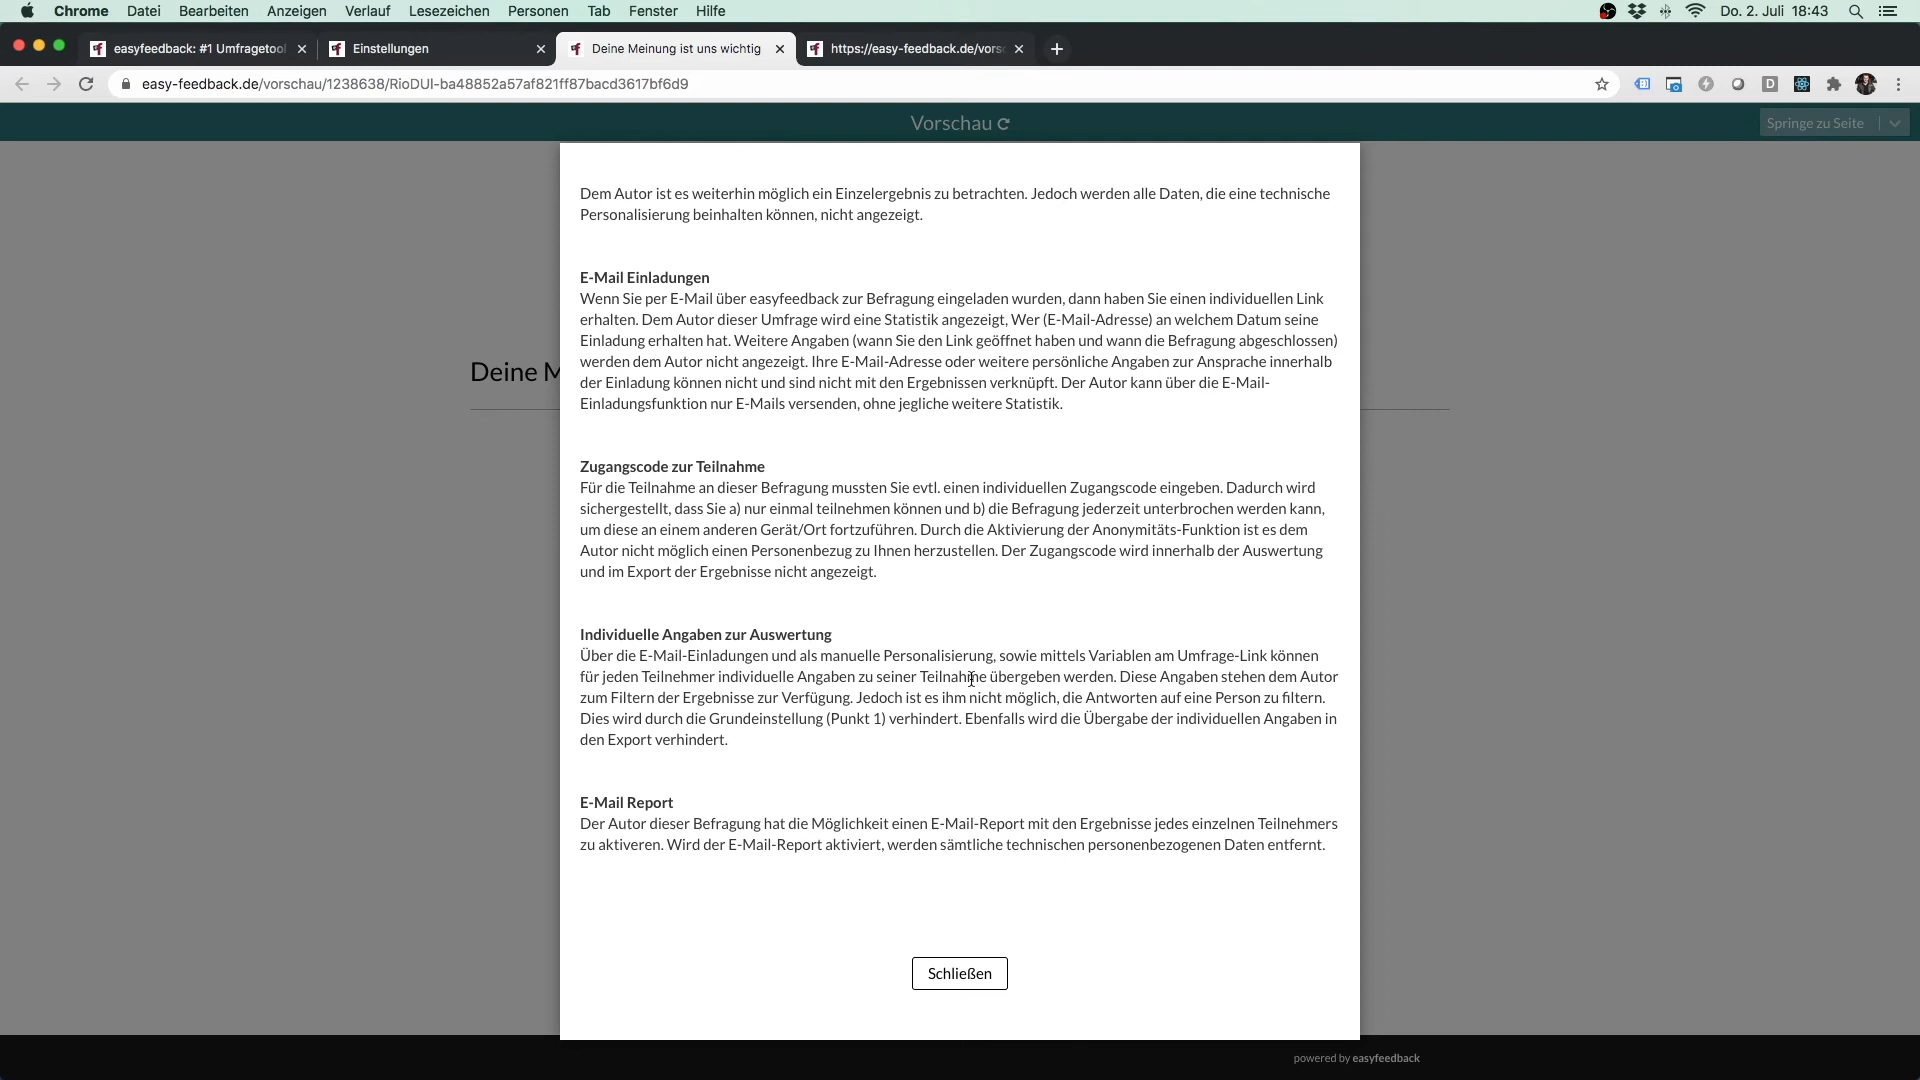 Chrome Datei Bearbeiten Anzeigen Verlauf Lesezeichen Personen Tab Fenster Hilfe Do. 2. Juli 18:43
easyfeedback: #1 Umfragetool Einstellungen Deine Meinung ist uns wichtig https://easy-feedback.de/vors
easy-feedback.de/vorschau/1238638/RioDUI-ba48852a57af821ff87bacd3617bf6d9
Vorschau Springe zu Seite
Dem Autor ist es weiterhin möglich ein Einzelergebnis zu betrachten. Jedoch werden alle Daten, die eine technische
Personalisierung beinhalten können, nicht angezeigt.
E-Mail Einladungen
Wenn Sie per E-Mail über easyfeedback zur Befragung eingeladen wurden, dann haben Sie einen individuellen Link
erhalten. Dem Autor dieser Umfrage wird eine Statistik angezeigt, Wer (E-Mail-Adresse) an welchem Datum seine
Einladung erhalten hat. Weitere Angaben (wann Sie den Link geöffnet haben und wann die Befragung abgeschlossen)
werden dem Autor nicht angezeigt. Ihre E-Mail-Adresse oder weitere persönliche Angaben zur Ansprache innerhalb
Deine M
der Einladung können nicht und sind nicht mit den Ergebnissen verknüpft. Der Autor kann über die E-Mail-
Einladungsfunktion nur E-Mails versenden, ohne jegliche weitere Statistik.
Zugangscode zur Teilnahme
Für die Teilnahme an dieser Befragung mussten Sie evtl. einen individuellen Zugangscode eingeben. Dadurch wird
sichergestellt, dass Sie a) nur einmal teilnehmen können und b) die Befragung jederzeit unterbrochen werden kann,
um diese an einem anderen Gerät/Ort fortzuführen. Durch die Aktivierung der Anonymitäts-Funktion ist es dem
Autor nicht möglich einen Personenbezug zu Ihnen herzustellen. Der Zugangscode wird innerhalb der Auswertung
und im Export der Ergebnisse nicht angezeigt.
Individuelle Angaben zur Auswertung
Über die E-Mail-Einladungen und als manuelle Personalisierung, sowie mittels Variablen am Umfrage-Link können
für jeden Teilnehmer individuelle Angaben zu seiner Teilnahme übergeben werden. Diese Angaben stehen dem Autor
zum Filtern der Ergebnisse zur Verfügung. Jedoch ist es ihm nicht möglich, die Antworten auf eine Person zu filtern.
Dies wird durch die Grundeinstellung (Punkt 1) verhindert. Ebenfalls wird die Übergabe der individuellen Angaben in
den Export verhindert.
E-Mail Report
Der Autor dieser Befragung hat die Möglichkeit einen E-Mail-Report mit den Ergebnisse jedes einzelnen Teilnehmers
zu aktiveren. Wird der E-Mail-Report aktiviert, werden sämtliche technischen personenbezogenen Daten entfernt.
Schließen
powered by easyfeedback